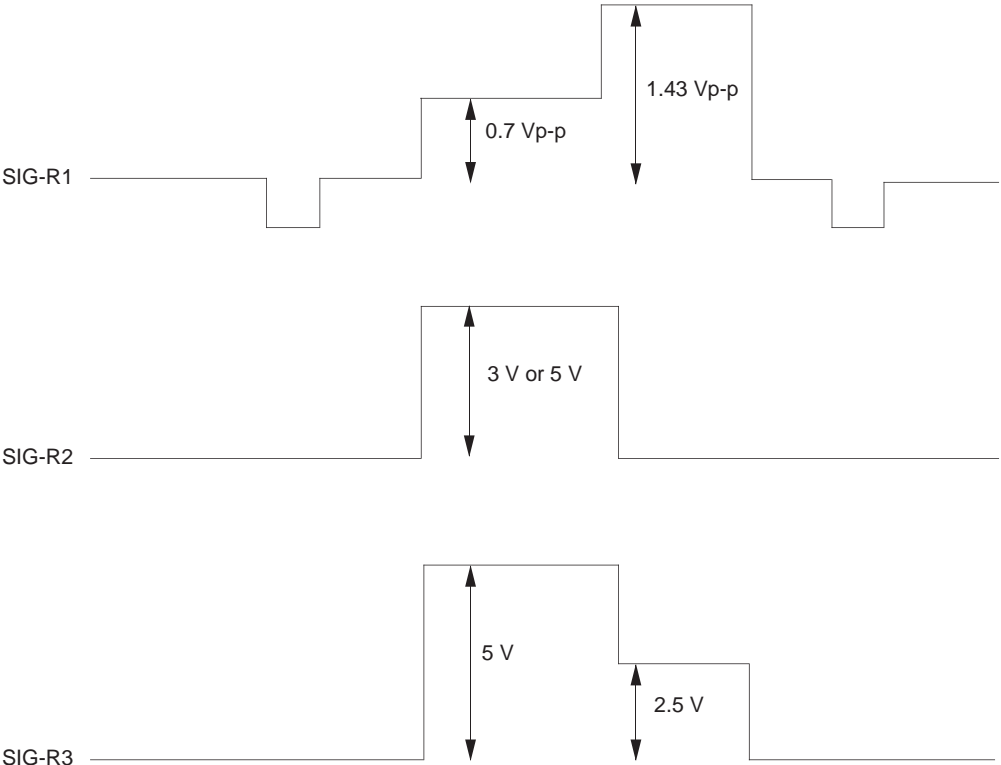 1.43 Vp-p
0.7 Vp-p
SIG-R1
3 V or 5 V
SIG-R2
5 V
2.5 V
SIG-R3